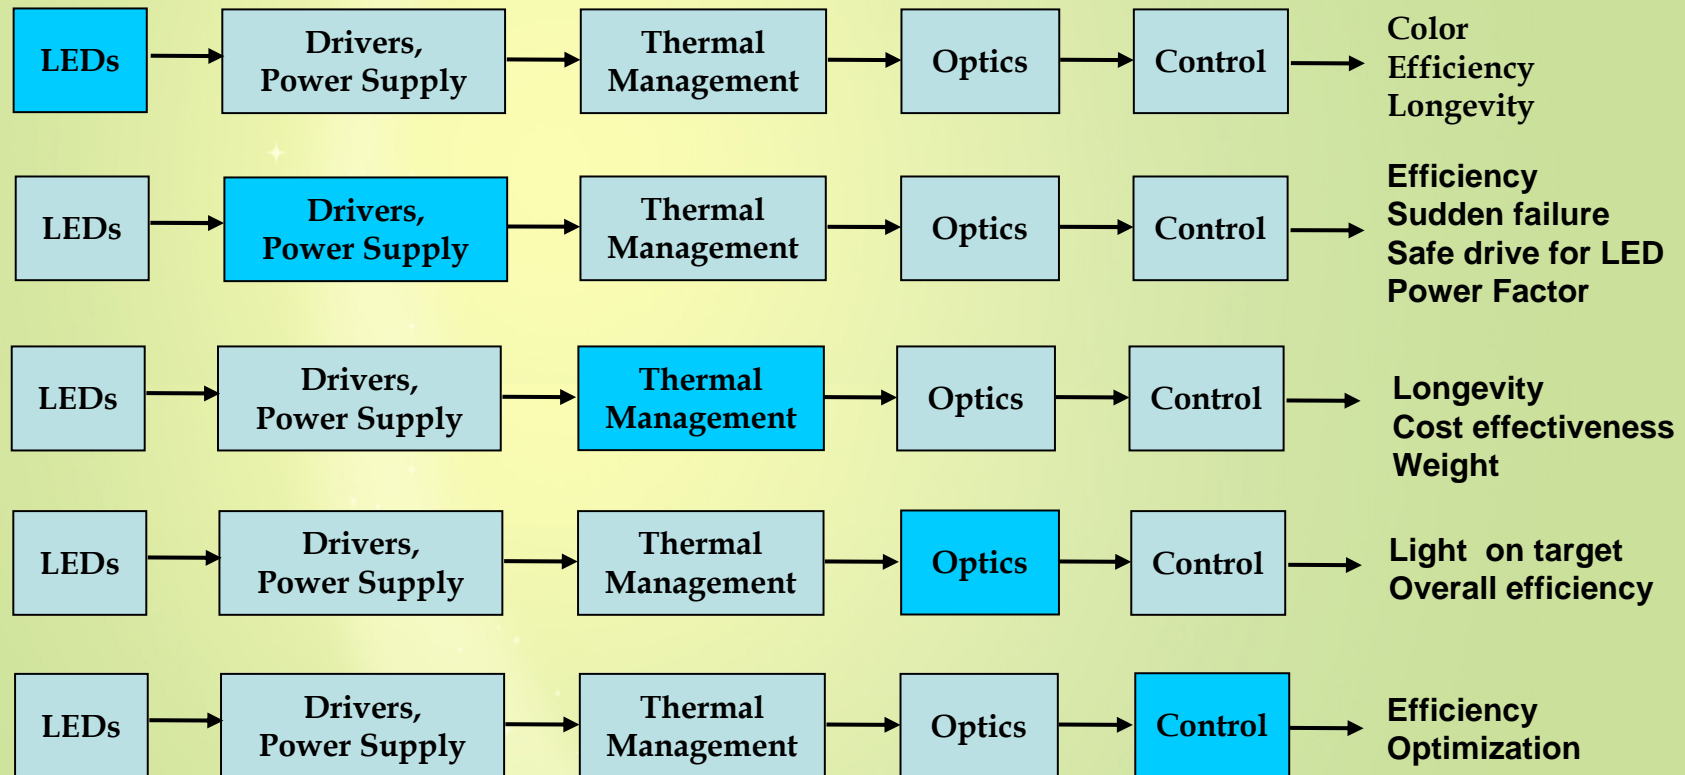 LEDs
Drivers,
Power Supply
Thermal
Management
Optics
Control
Color
Efficiency
Longevity
LEDs
Drivers,
Power Supply
Thermal
Management
Optics
Control
Efficiency
Sudden failure
Safe drive for LED
Power Factor
LEDs
Drivers,
Power Supply
Thermal
Management
Optics
Control
Longevity
Cost effectiveness
Weight
LEDs
Drivers,
Power Supply
Thermal
Management
Optics
Control
Light on target
Overall efficiency
LEDs
Drivers,
Power Supply
Thermal
Management
Optics
Control
Efficiency
Optimization